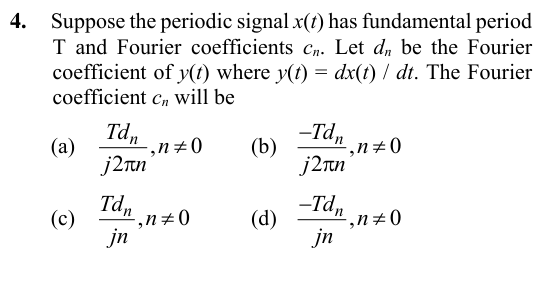 4. Suppose the periodic signal x(t) has fundamental period
T and Fourier coefficients cₙ. Let dₙ be the Fourier
coefficient of y(t) where y(t) = dx(t) / dt. The Fourier
coefficient cₙ will be
(a) Tdₙ / j2πn , n ≠ 0 (b) –Tdₙ / j2πn , n ≠ 0
(c) Tdₙ / jn , n ≠ 0 (d) –Tdₙ / jn , n ≠ 0